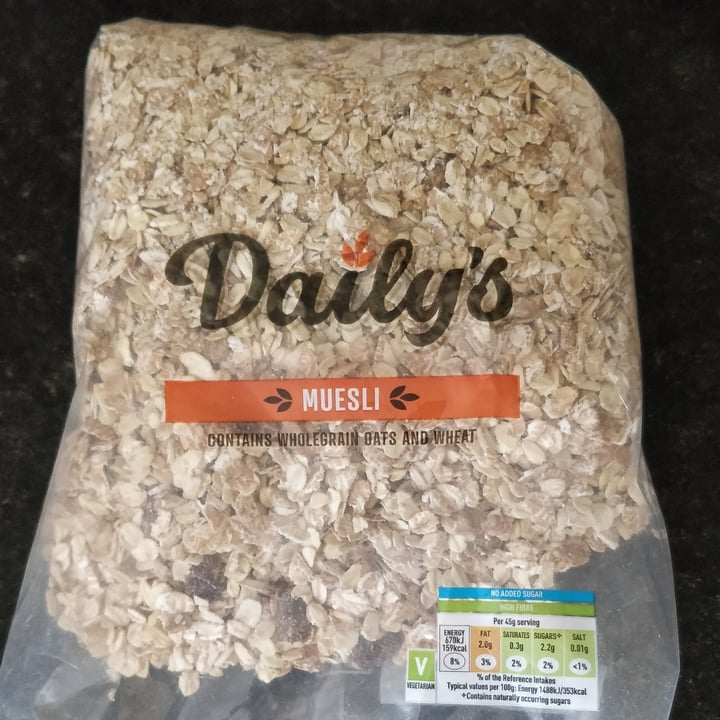 Daily's
MUESLI
CONTAINS WHOLEGRAIN OATS AND WHEAT
NO ADDED SUGAR
HIGH FIBRE
Per 45g serving
ENERGY 670kJ 159kcal 8%
FAT 2.0g 3%
SATURATES 0.3g 2%
SUGARS+ 2.2g 2%
SALT 0.01g <1%
V
VEGETARIAN
% of the Reference Intakes
Typical values per 100g: Energy 1488kJ/353kcal
+Contains naturally occurring sugars